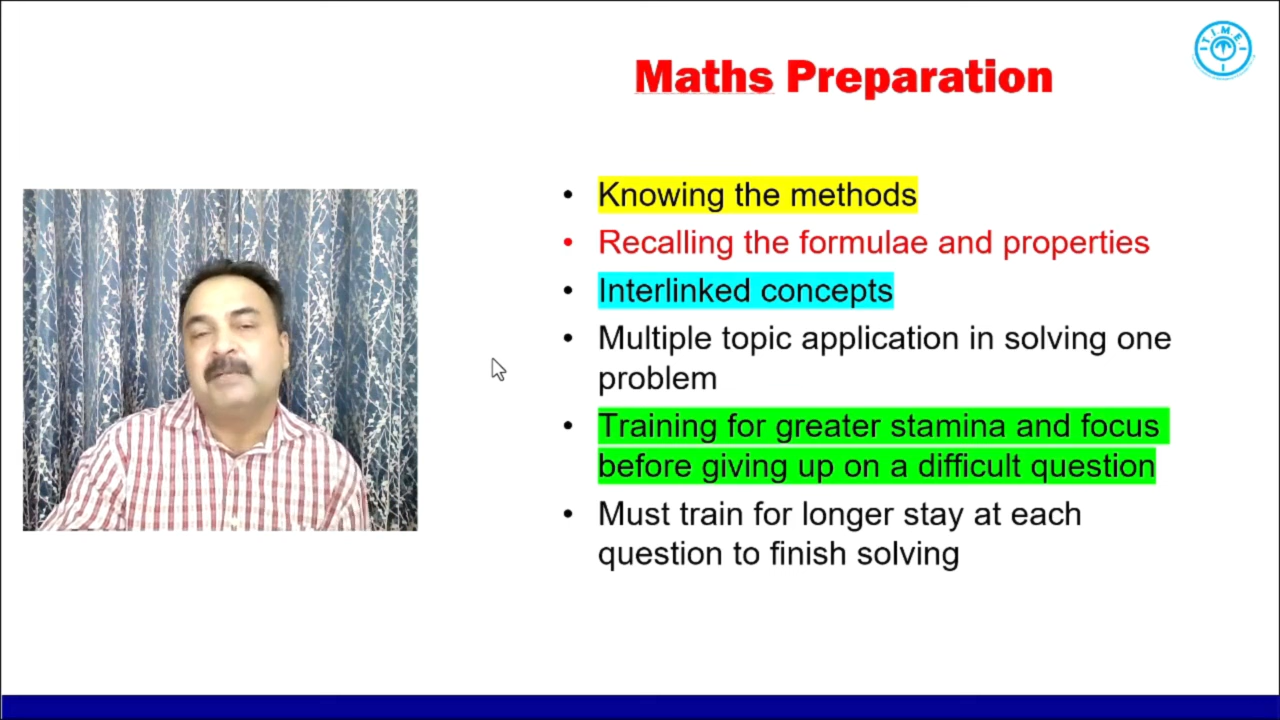 Maths Preparation
• Knowing the methods
• Recalling the formulae and properties
• Interlinked concepts
• Multiple topic application in solving one
problem
• Training for greater stamina and focus
before giving up on a difficult question
• Must train for longer stay at each
question to finish solving